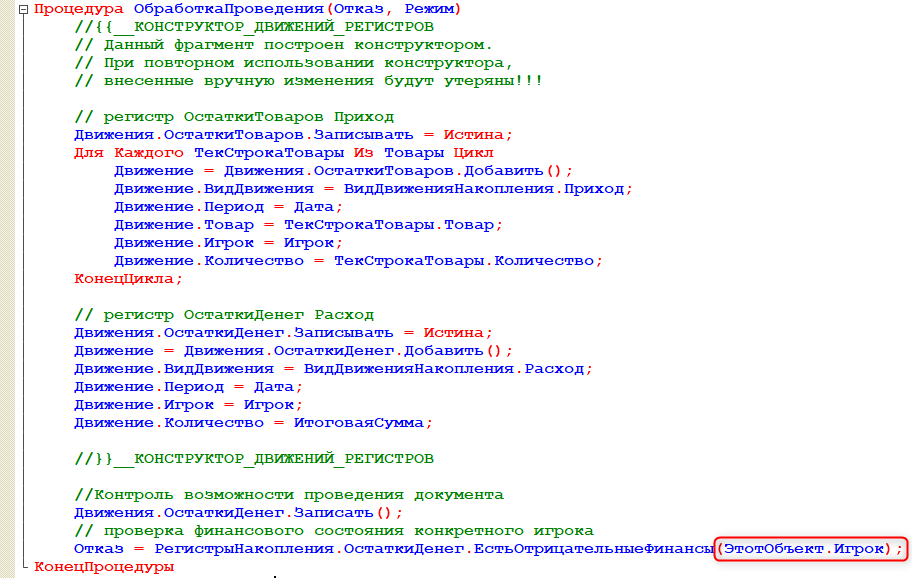 Процедура ОбработкаПроведения(Отказ, Режим)
//{{__КОНСТРУКТОР_ДВИЖЕНИЙ_РЕГИСТРОВ
// Данный фрагмент построен конструктором.
// При повторном использовании конструктора,
// внесенные вручную изменения будут утеряны!!!
// регистр ОстаткиТоваров Приход
Движения.ОстаткиТоваров.Записывать = Истина;
Для Каждого ТекСтрокаТовары Из Товары Цикл
Движение = Движения.ОстаткиТоваров.Добавить();
Движение.ВидДвижения = ВидДвиженияНакопления.Приход;
Движение.Период = Дата;
Движение.Товар = ТекСтрокаТовары.Товар;
Движение.Игрок = Игрок;
Движение.Количество = ТекСтрокаТовары.Количество;
КонецЦикла;
// регистр ОстаткиДенег Расход
Движения.ОстаткиДенег.Записывать = Истина;
Движение = Движения.ОстаткиДенег.Добавить();
Движение.ВидДвижения = ВидДвиженияНакопления.Расход;
Движение.Период = Дата;
Движение.Игрок = Игрок;
Движение.Количество = ИтоговаяСумма;
//}}__КОНСТРУКТОР_ДВИЖЕНИЙ_РЕГИСТРОВ
//Контроль возможности проведения документа
Движения.ОстаткиДенег.Записать();
// проверка финансового состояния конкретного игрока
Отказ = РегистрыНакопления.ОстаткиДенег.ЕстьОтрицательныеФинансы(ЭтотОбъект.Игрок);
КонецПроцедуры